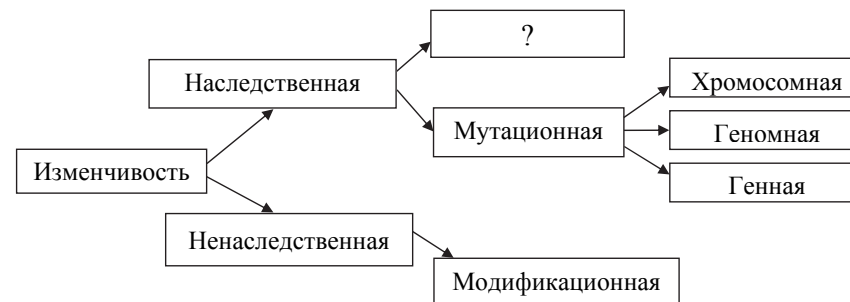 ?
Наследственная
Хромосомная
Мутационная
Геномная
Изменчивость
Генная
Ненаследственная
Модификационная